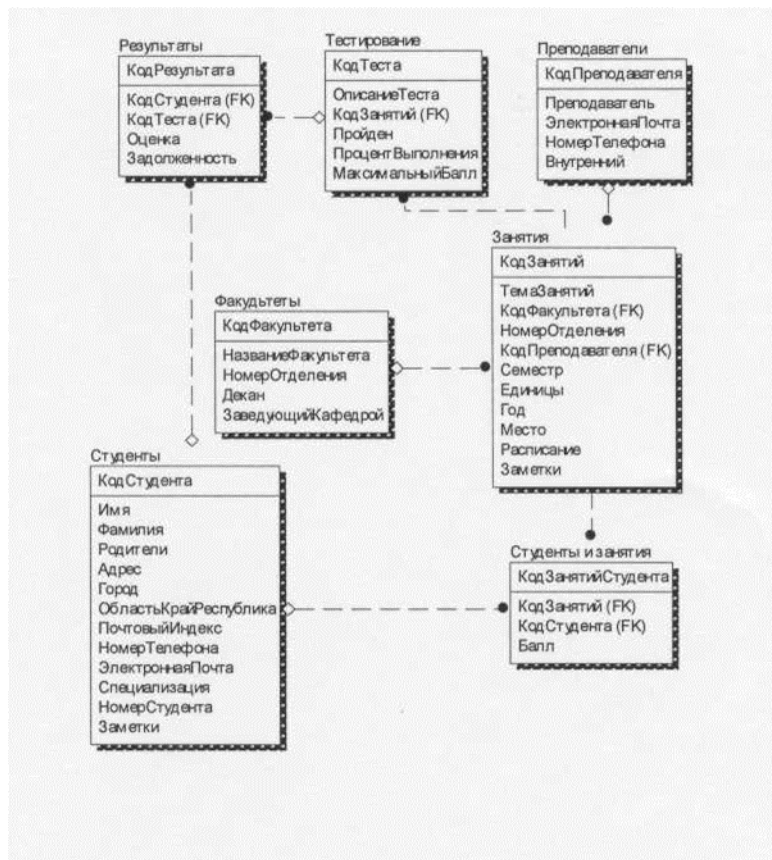 Результаты
КодРезультата
КодСтудента (FK)
КодТеста (FK)
Оценка
Задолженность
Тестирование
КодТеста
ОписаниеТеста
КодЗанятий (FK)
Пройден
ПроцентВыполнения
МаксимальныйБалл
Преподаватели
КодПреподавателя
Преподаватель
ЭлектроннаяПочта
НомерТелефона
Внутренний
Занятия
КодЗанятий
ТемаЗанятий
КодФакультета (FK)
НомерОтделения
КодПреподавателя (FK)
Семестр
Единицы
Год
Место
Расписание
Заметки
Факудьтеты
КодФакультета
НазваниеФакультета
НомерОтделения
Декан
ЗаведующийКафедрой
Студенты
КодСтудента
Имя
Фамилия
Родители
Адрес
Город
ОбластьКрайРеспублика
ПочтовыйИндекс
НомерТелефона
ЭлектроннаяПочта
Специализация
НомерСтудента
Заметки
Студенты и занятия
КодЗанятийСтудента
КодЗанятий (FK)
КодСтудента (FK)
Балл